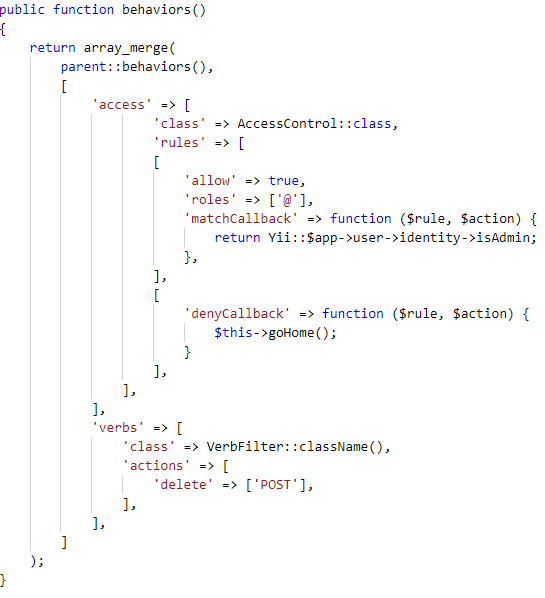 public function behaviors()
{
    return array_merge(
        parent::behaviors(),
        [
            'access' => [
                    'class' => AccessControl::class,
                    'rules' => [
                    [
                        'allow' => true,
                        'roles' => ['@'],
                        'matchCallback' => function ($rule, $action) {
                            return Yii::$app->user->identity->isAdmin;
                        },
                    ],
                    [
                        'denyCallback' => function ($rule, $action) {
                            $this->goHome();
                        }
                    ],
                ],
            ],
            'verbs' => [
                'class' => VerbFilter::className(),
                'actions' => [
                    'delete' => ['POST'],
                ],
            ],
        ]
    );
}